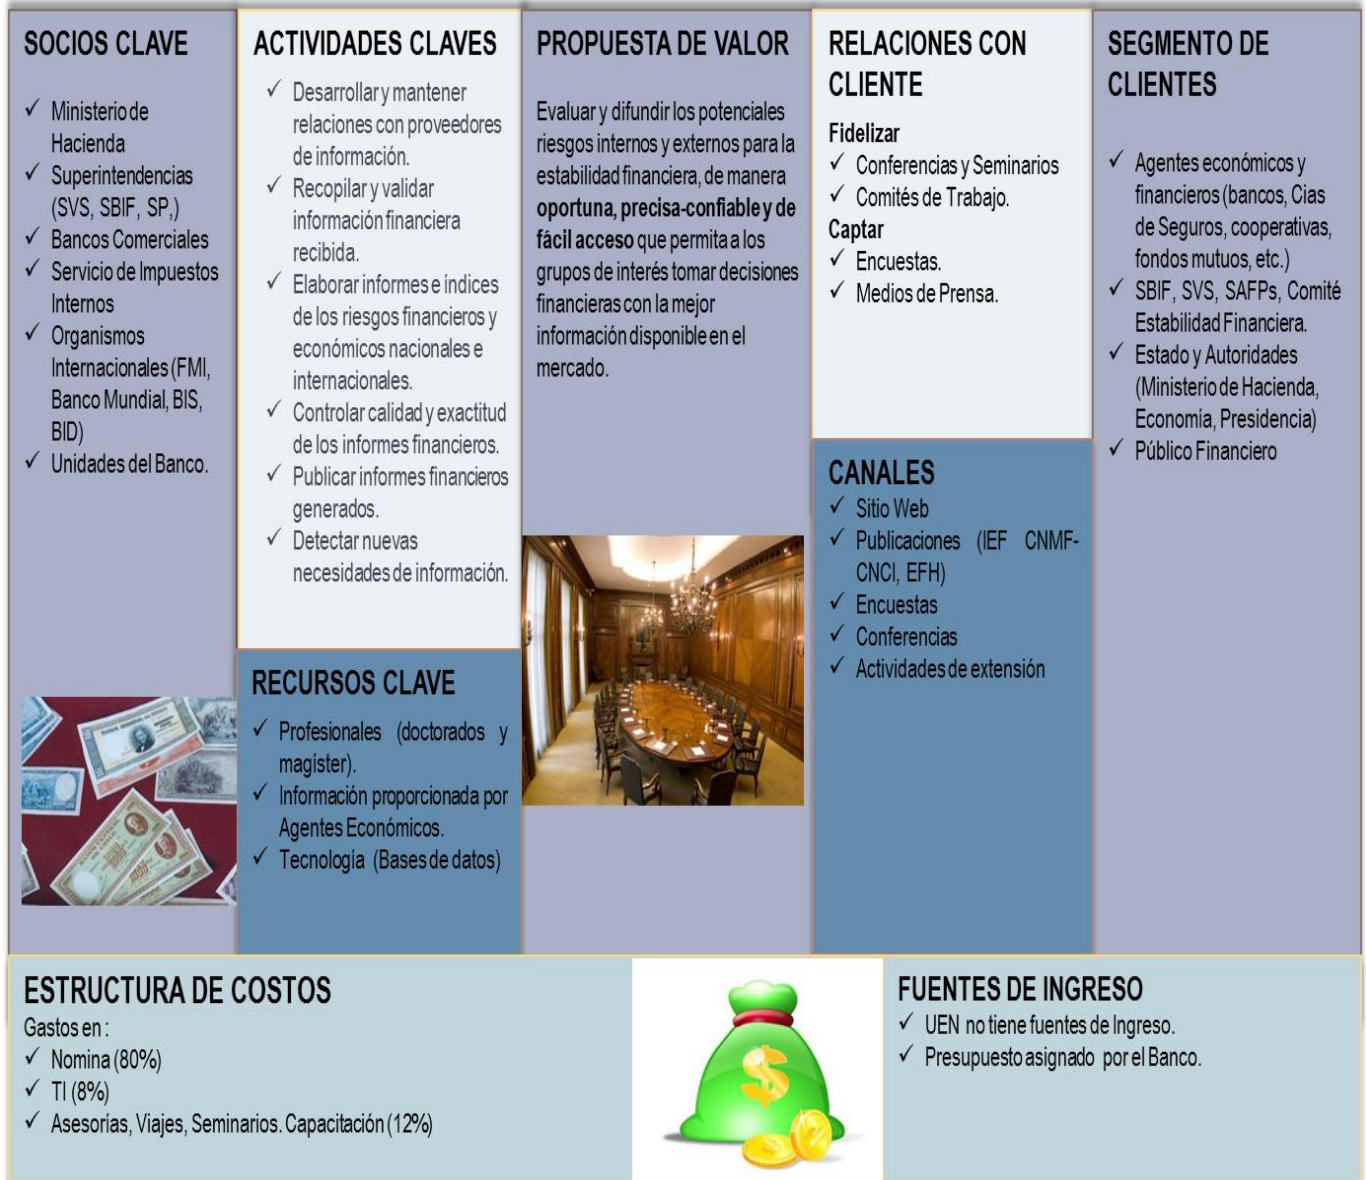 SOCIOS CLAVE
✓ Ministerio de
Hacienda
✓ Superintendencias
(SVS, SBIF, SP,)
✓ Bancos Comerciales
✓ Servicio de Impuestos
Internos
✓ Organismos
Internacionales (FMI,
Banco Mundial, BIS,
BID)
✓ Unidades del Banco.
ACTIVIDADES CLAVES
✓ Desarrollar y mantener
relaciones con proveedores
de información.
✓ Recopilar y validar
información financiera
recibida.
✓ Elaborar informes e índices
de los riesgos financieros y
económicos nacionales e
internacionales.
✓ Controlar calidad y exactitud
de los informes financieros.
✓ Publicar informes financieros
generados.
✓ Detectar nuevas
necesidades de información.
RECURSOS CLAVE
✓ Profesionales (doctorados y
magíster).
✓ Información proporcionada por
Agentes Económicos.
✓ Tecnología (Bases de datos)
PROPUESTA DE VALOR
Evaluar y difundir los potenciales
riesgos internos y externos para la
estabilidad financiera, de manera
oportuna, precisa-confiable y de
fácil acceso que permita a los
grupos de interés tomar decisiones
financieras con la mejor
información disponible en el
mercado.
RELACIONES CON
CLIENTE
Fidelizar
✓ Conferencias y Seminarios
✓ Comités de Trabajo.
Captar
✓ Encuestas.
✓ Medios de Prensa.
CANALES
✓ Sitio Web
✓ Publicaciones (IEF CNMF-
CNCI, EFH)
✓ Encuestas
✓ Conferencias
✓ Actividades de extensión
SEGMENTO DE
CLIENTES
✓ Agentes económicos y
financieros (bancos, Cias
de Seguros, cooperativas,
fondos mutuos, etc.)
✓ SBIF, SVS, SAFPs, Comité
Estabilidad Financiera.
✓ Estado y Autoridades
(Ministerio de Hacienda,
Economía, Presidencia)
✓ Público Financiero
ESTRUCTURA DE COSTOS
Gastos en :
✓ Nomina (80%)
✓ TI (8%)
✓ Asesorías, Viajes, Seminarios. Capacitación (12%)
$
FUENTES DE INGRESO
✓ UEN no tiene fuentes de Ingreso.
✓ Presupuesto asignado por el Banco.